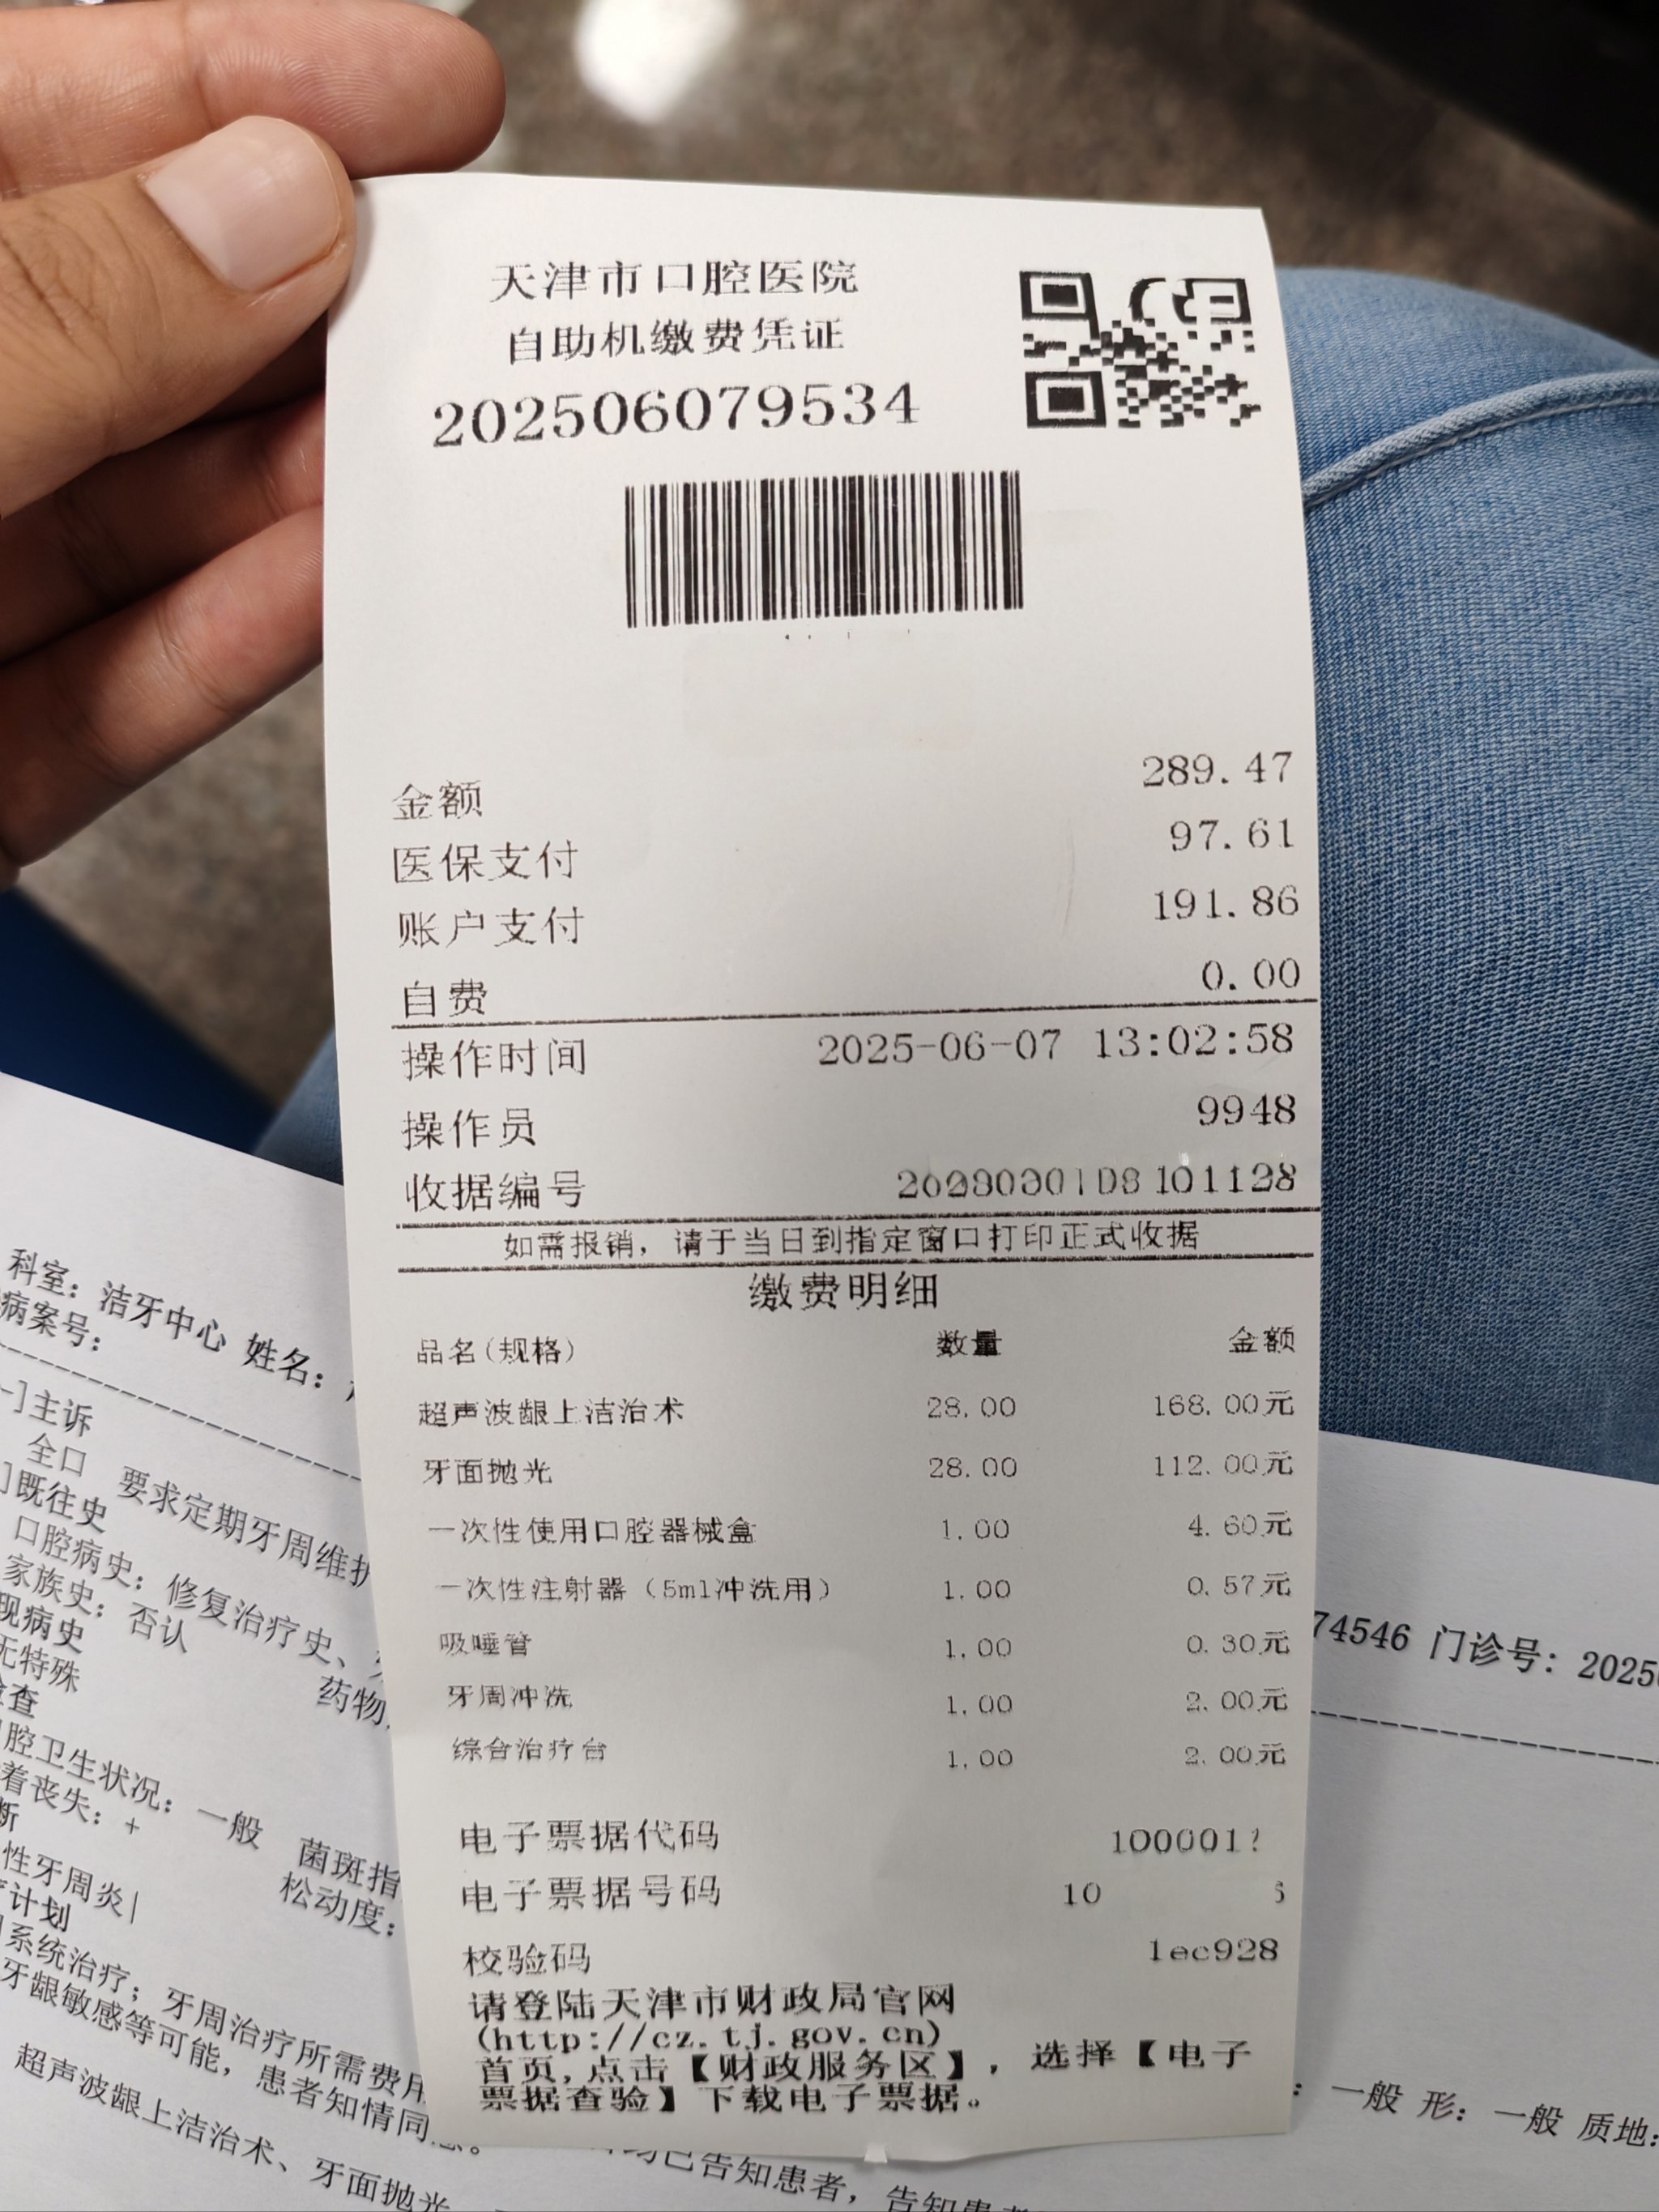 天津市口腔医院
自助机缴费凭证
202506079534
金额 289.47
医保支付 97.61
账户支付 191.86
自费 0.00
操作时间 2025-06-07 13:02:58
操作员 9948
收据编号
如需报销，请于当日到指定窗口打印正式收据
缴费明细
品名(规格) 数量 金额
超声波龈上洁治术 28.00 168.00元
牙面抛光 28.00 112.00元
一次性使用口腔器械盒 1.00 4.60元
一次性注射器（5ml冲洗用） 1.00 0.57元
吸唾管 1.00 0.30元
牙周冲洗 1.00 2.00元
综合治疗台 1.00 2.00元
电子票据代码 100001
电子票据号码 10
校验码 1ec928
请登陆天津市财政局官网
(http://cz.tj.gov.cn)
首页,点击【财政服务区】，选择【电子
票据查验】下载电子票据。
科室：洁牙中心 姓名：
病案号：
主诉
全口 要求定期牙周维护
既往史
口腔病史：修复治疗史、
家族史：否认
药物
现病史
无特殊
检查
口腔卫生状况：一般 菌斑指
着丧失：+ 松动度：
断
性牙周炎|
计划
系统治疗；牙周治疗所需费用
牙龈敏感等可能，患者知情同意。
超声波龈上洁治术、牙面抛光
已告知患者，告知患者
74546 门诊号：2025
：一般 形：一般 质地：